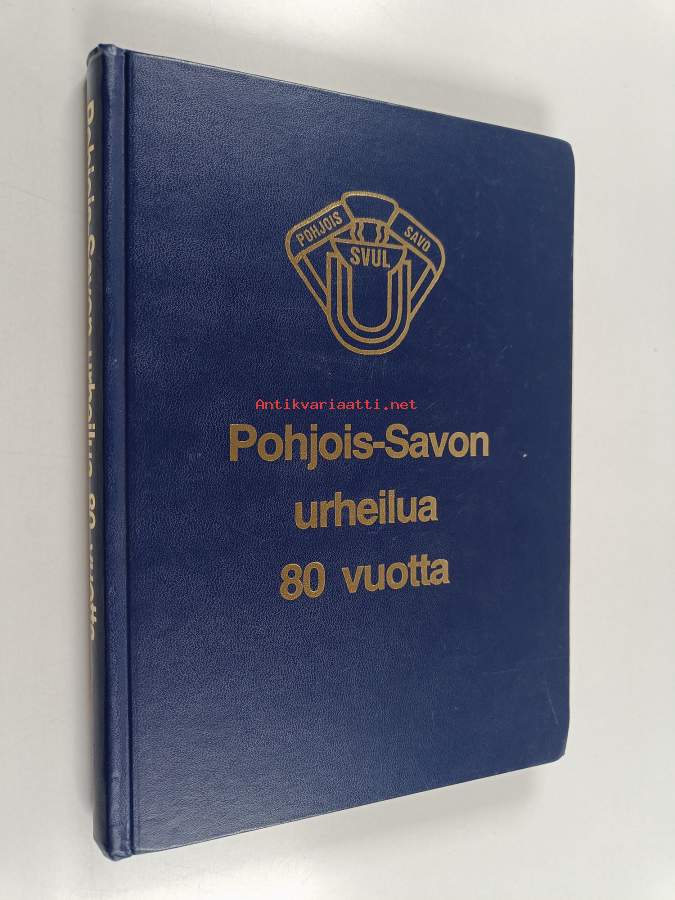 POHJOIS SAVO
SVUL
U
Antikvariaatti.net
Pohjois-Savon
urheilua
80 vuotta
Pohjois-Savon urheilua 80 vuotta